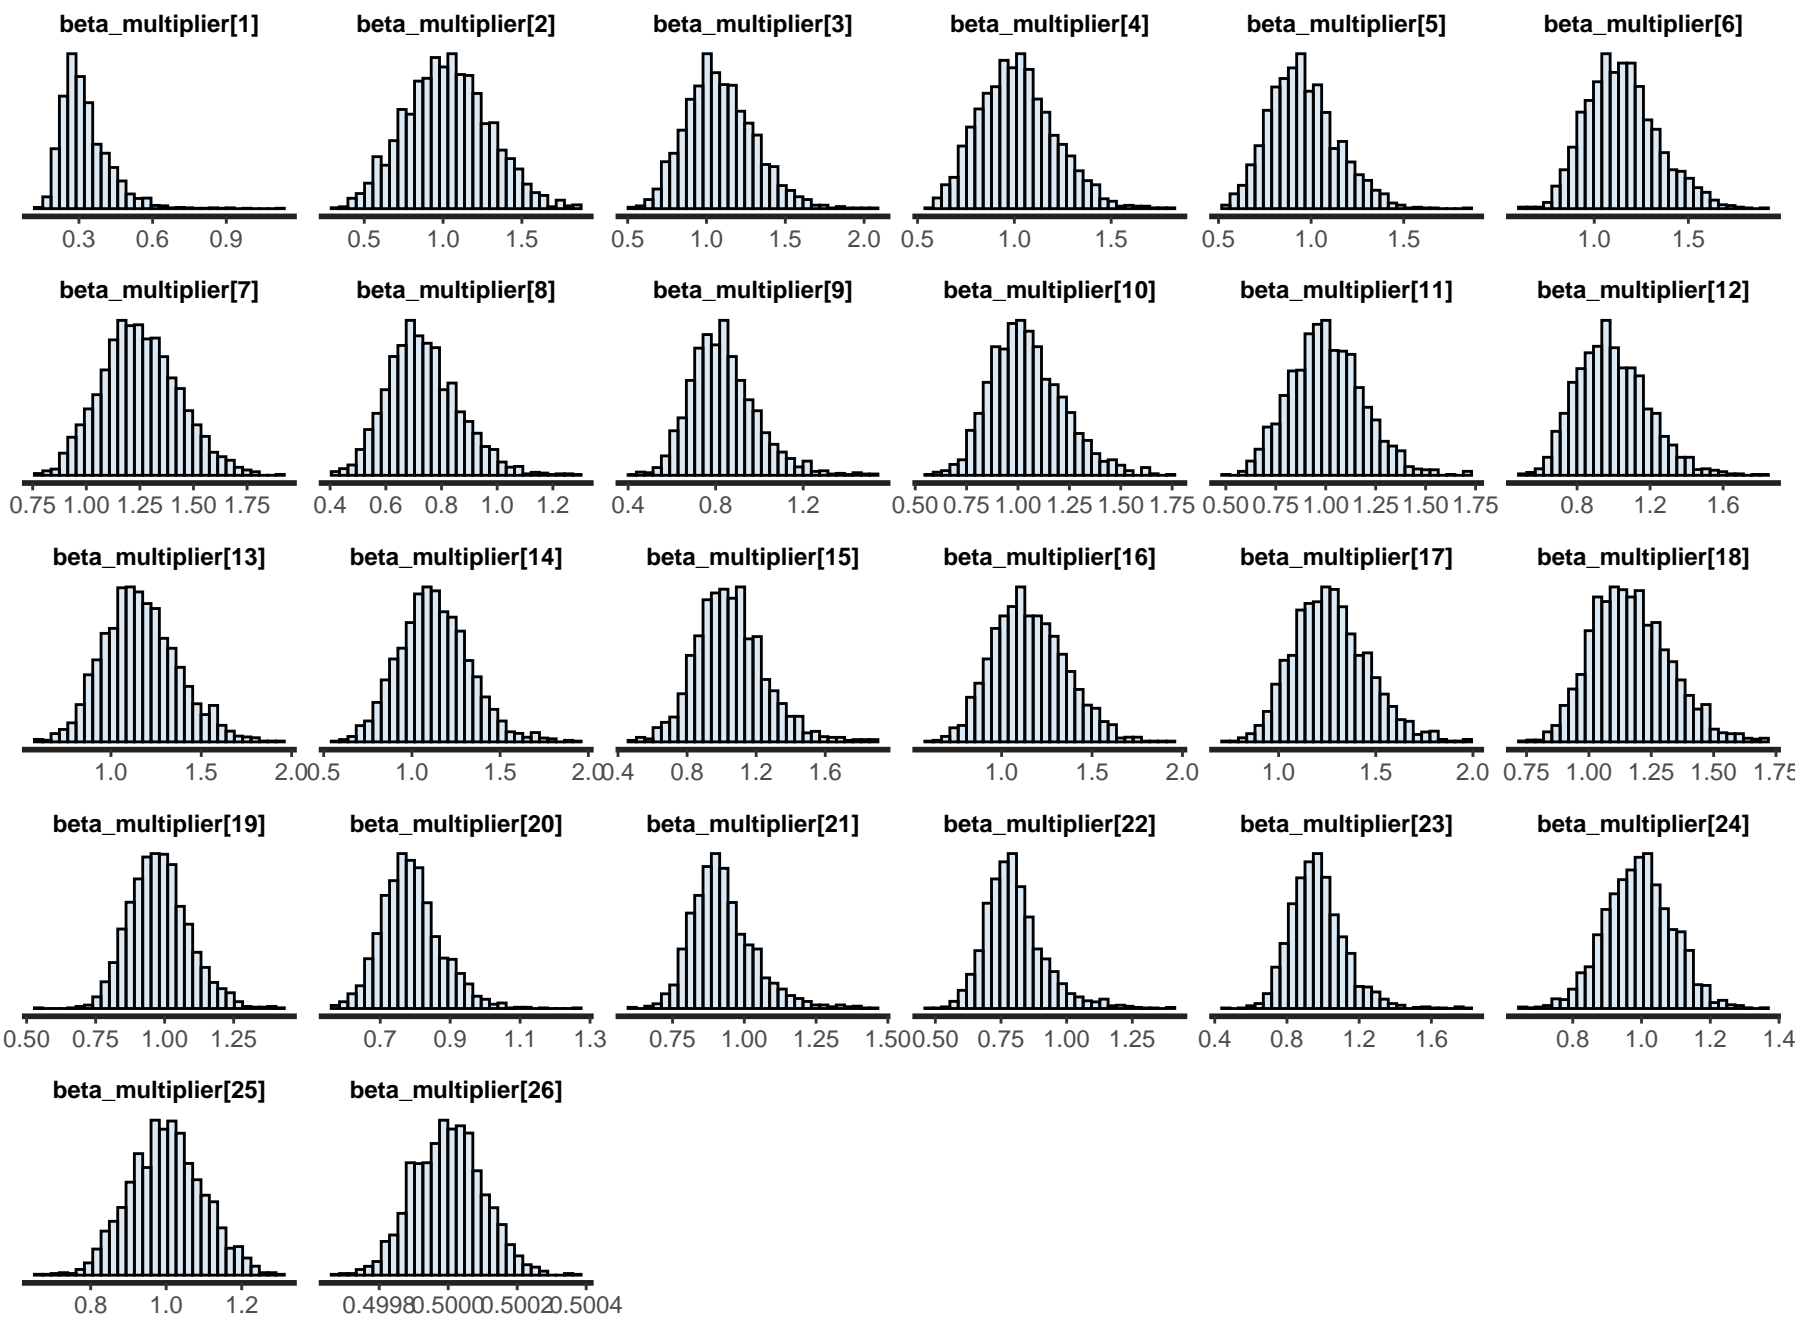 beta_multiplier[1] beta_multiplier[2] beta_multiplier[3] beta_multiplier[4] beta_multiplier[5] beta_multiplier[6]
0.3 0.6 0.9 0.5 1.0 1.5 0.5 1.0 1.5 2.0 0.5 1.0 1.5 0.5 1.0 1.5 1.0 1.5
beta_multiplier[7] beta_multiplier[8] beta_multiplier[9] beta_multiplier[10] beta_multiplier[11] beta_multiplier[12]
0.75 1.00 1.25 1.50 1.75 0.4 0.6 0.8 1.0 1.2 0.4 0.8 1.2 0.50 0.75 1.00 1.25 1.50 1.75 0.50 0.75 1.00 1.25 1.50 1.75 0.8 1.2 1.6
beta_multiplier[13] beta_multiplier[14] beta_multiplier[15] beta_multiplier[16] beta_multiplier[17] beta_multiplier[18]
1.0 1.5 2.0 0.5 1.0 1.5 2.0 0.4 0.8 1.2 1.6 1.0 1.5 2.0 1.0 1.5 2.0 0.75 1.00 1.25 1.50 1.75
beta_multiplier[19] beta_multiplier[20] beta_multiplier[21] beta_multiplier[22] beta_multiplier[23] beta_multiplier[24]
0.50 0.75 1.00 1.25 0.7 0.9 1.1 1.3 0.75 1.00 1.25 1.50 0.50 0.75 1.00 1.25 0.4 0.8 1.2 1.6 0.8 1.0 1.2 1.4
beta_multiplier[25] beta_multiplier[26]
0.8 1.0 1.2 0.4998 0.5000 0.5002 0.5004